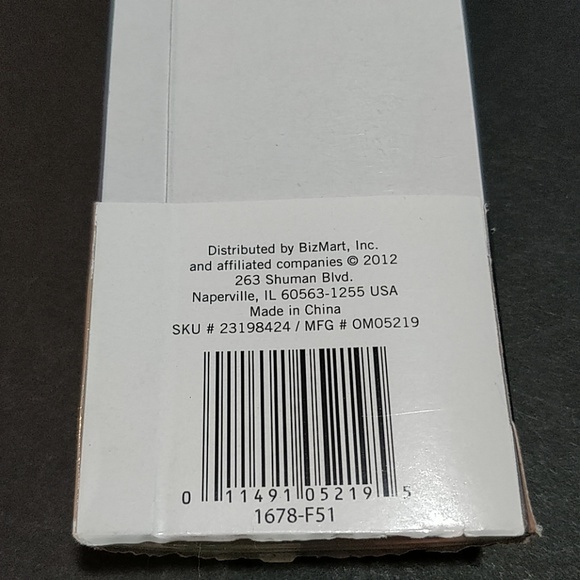 Distributed by BizMart, Inc.
and affiliated companies © 2012
263 Shuman Blvd.
Naperville, IL 60563-1255 USA
Made in China
SKU # 23198424 / MFG # OM05219
0 11491 05219 5
1678-F51